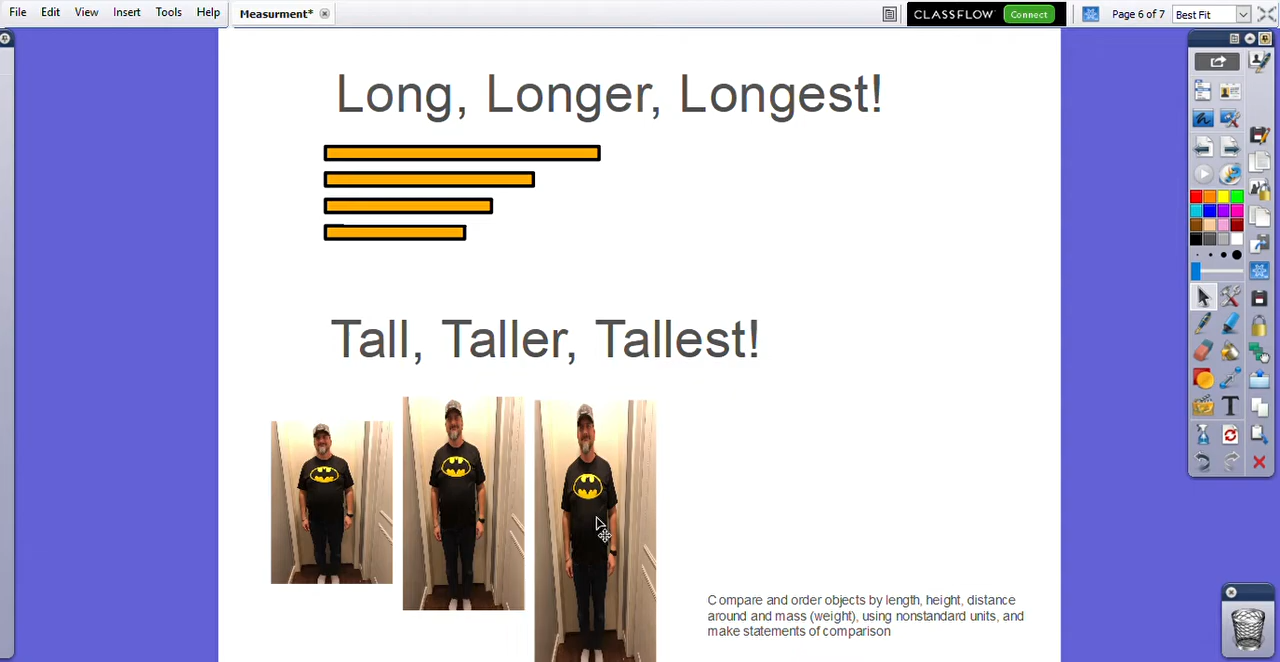 File Edit View Insert Tools Help Measurment* CLASSFLOW Connect Page 6 of 7 Best Fit
Long, Longer, Longest!
Tall, Taller, Tallest!
Compare and order objects by length, height, distance
around and mass (weight), using nonstandard units, and
make statements of comparison